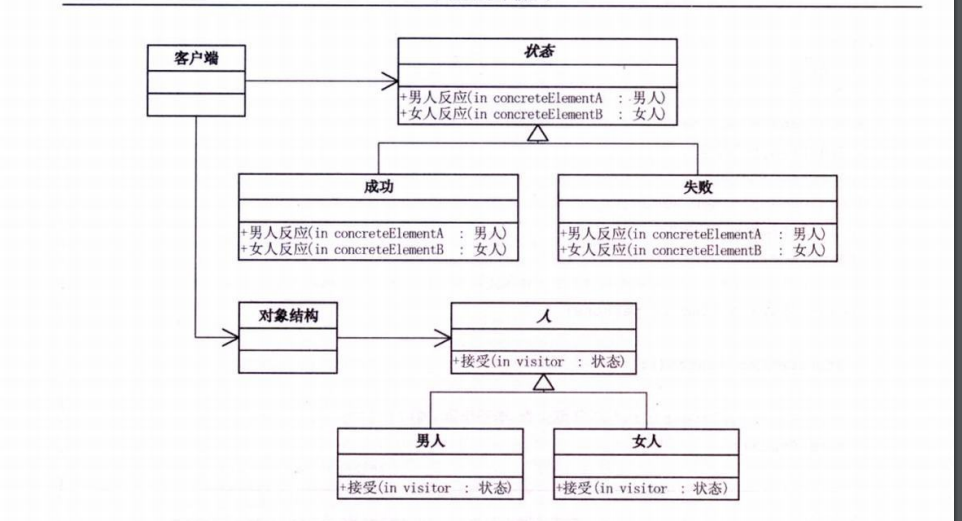 客户端
状态
+男人反应(in concreteElementA : 男人)
+女人反应(in concreteElementB : 女人)
成功
+男人反应(in concreteElementA : 男人)
+女人反应(in concreteElementB : 女人)
失败
+男人反应(in concreteElementA : 男人)
+女人反应(in concreteElementB : 女人)
对象结构
人
+接受(in visitor : 状态)
男人
+接受(in visitor : 状态)
女人
+接受(in visitor : 状态)